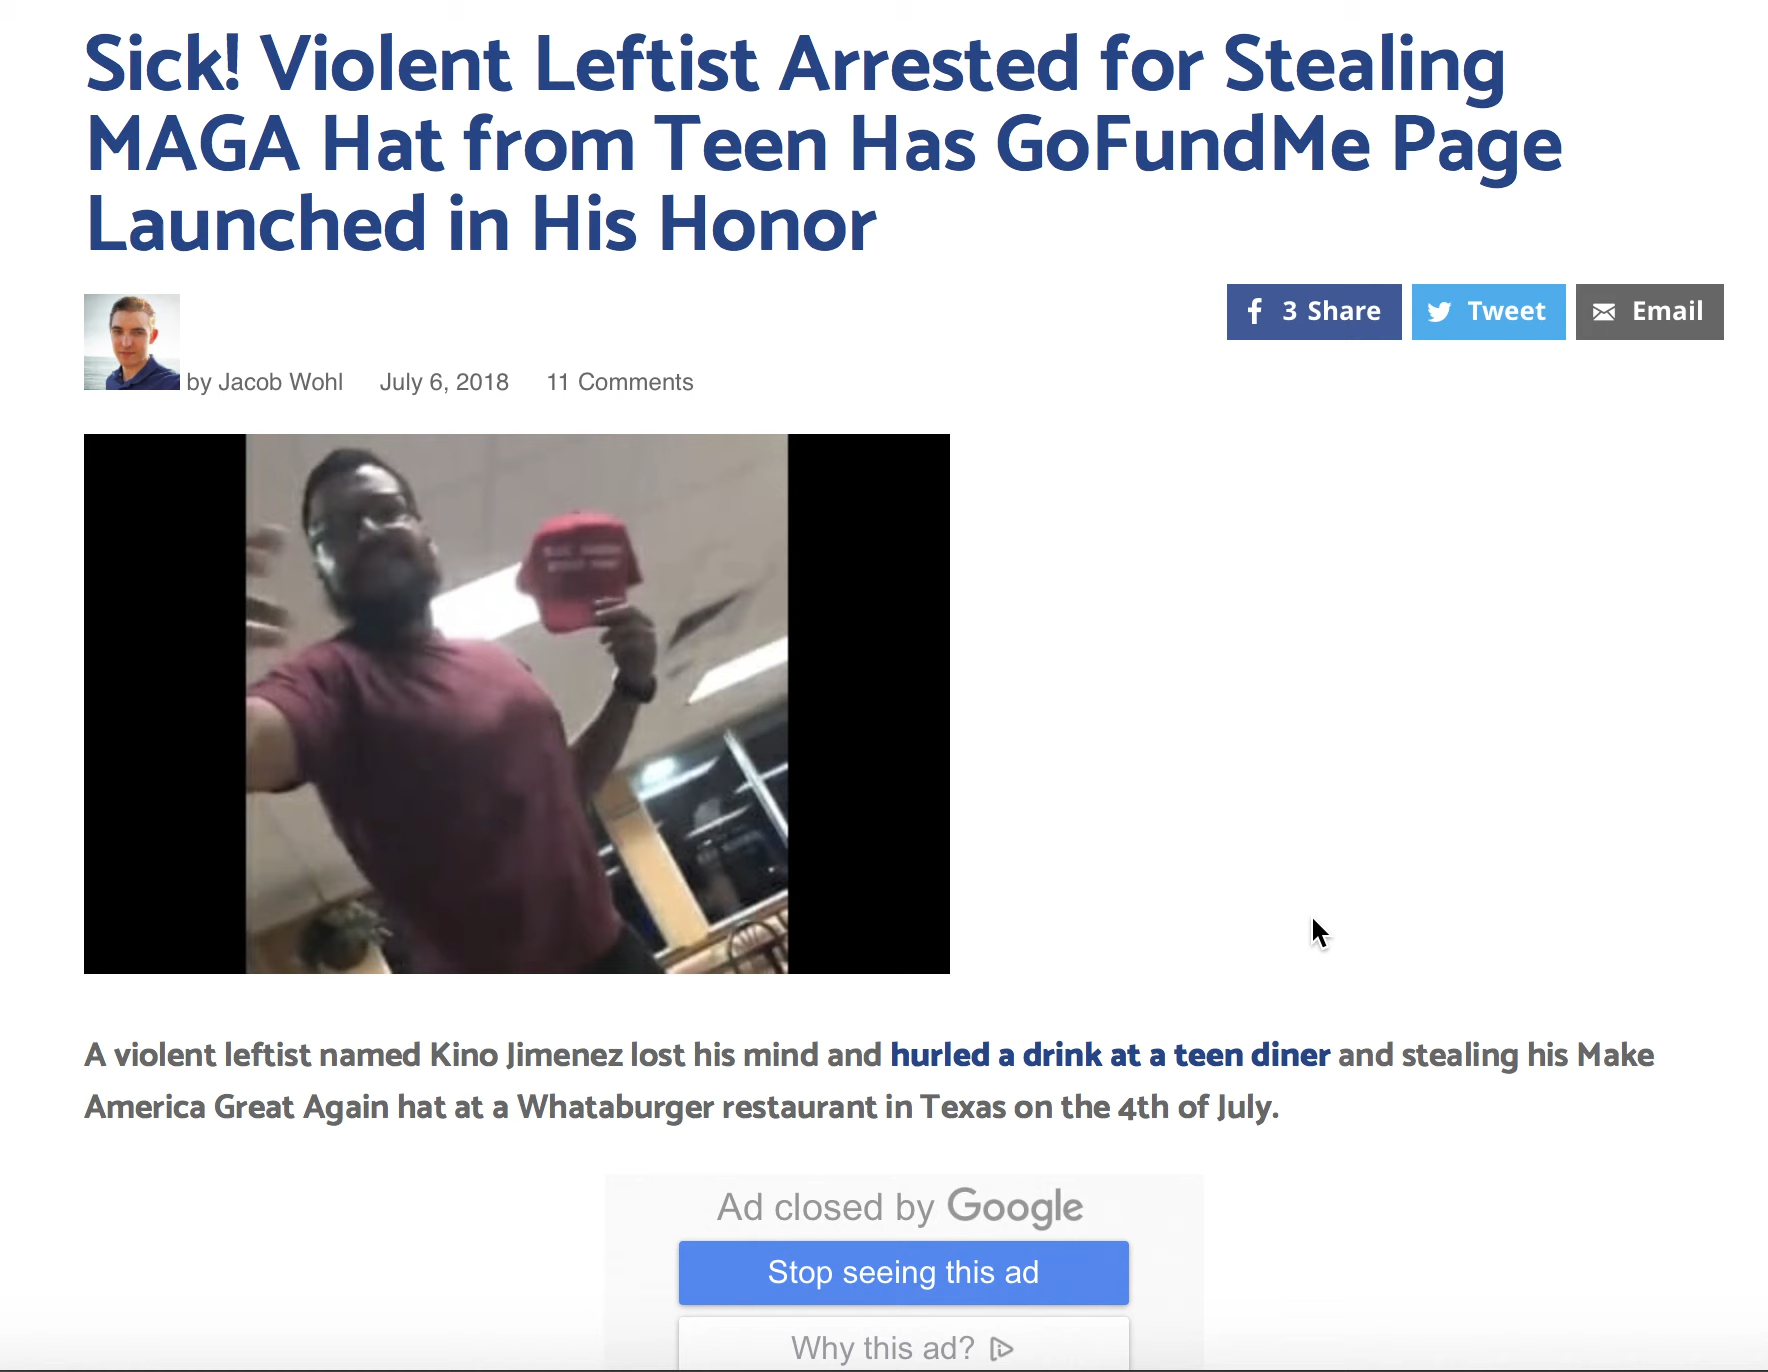 Sick! Violent Leftist Arrested for Stealing
MAGA Hat from Teen Has GoFundMe Page
Launched in His Honor
3 Share Tweet Email
by Jacob Wohl July 6, 2018 11 Comments
A violent leftist named Kino Jimenez lost his mind and hurled a drink at a teen diner and stealing his Make
America Great Again hat at a Whataburger restaurant in Texas on the 4th of July.
Ad closed by Google
Stop seeing this ad
Why this ad?